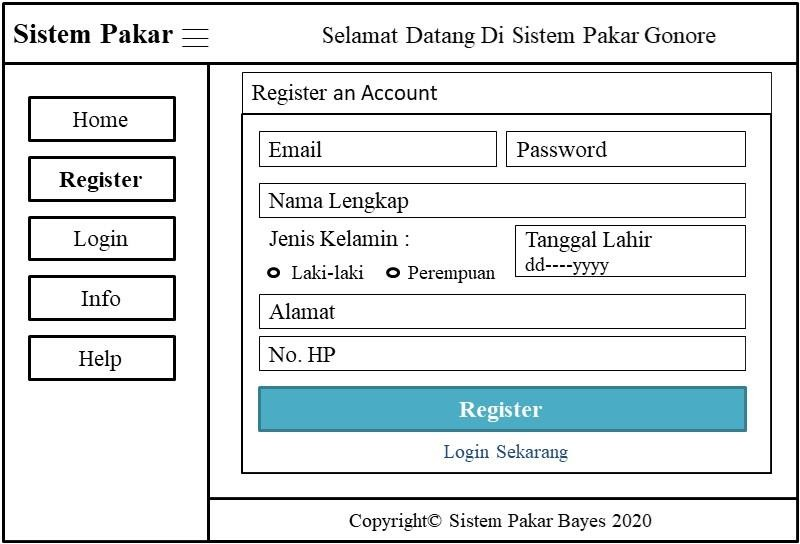 Sistem Pakar
Selamat Datang Di Sistem Pakar Gonore
Home
Register
Login
Info
Help
Register an Account
Email
Password
Nama Lengkap
Jenis Kelamin :
Laki-laki
Perempuan
Tanggal Lahir
dd----yyyy
Alamat
No. HP
Register
Login Sekarang
Copyright© Sistem Pakar Bayes 2020